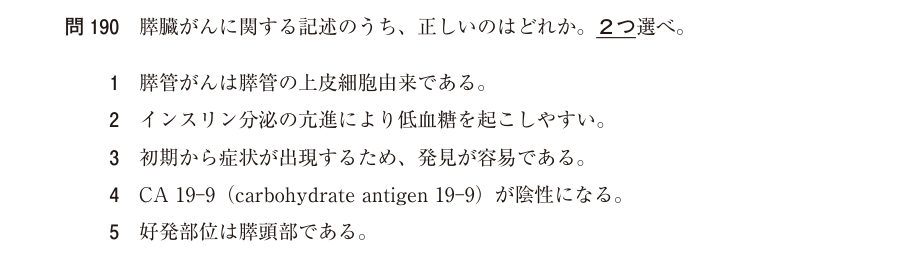 問 190 膵臓がんに関する記述のうち、正しいのはどれか。2つ選べ。
1 膵管がんは膵管の上皮細胞由来である。
2 インスリン分泌の亢進により低血糖を起こしやすい。
3 初期から症状が出現するため、発見が容易である。
4 CA 19-9（carbohydrate antigen 19-9）が陰性になる。
5 好発部位は膵頭部である。